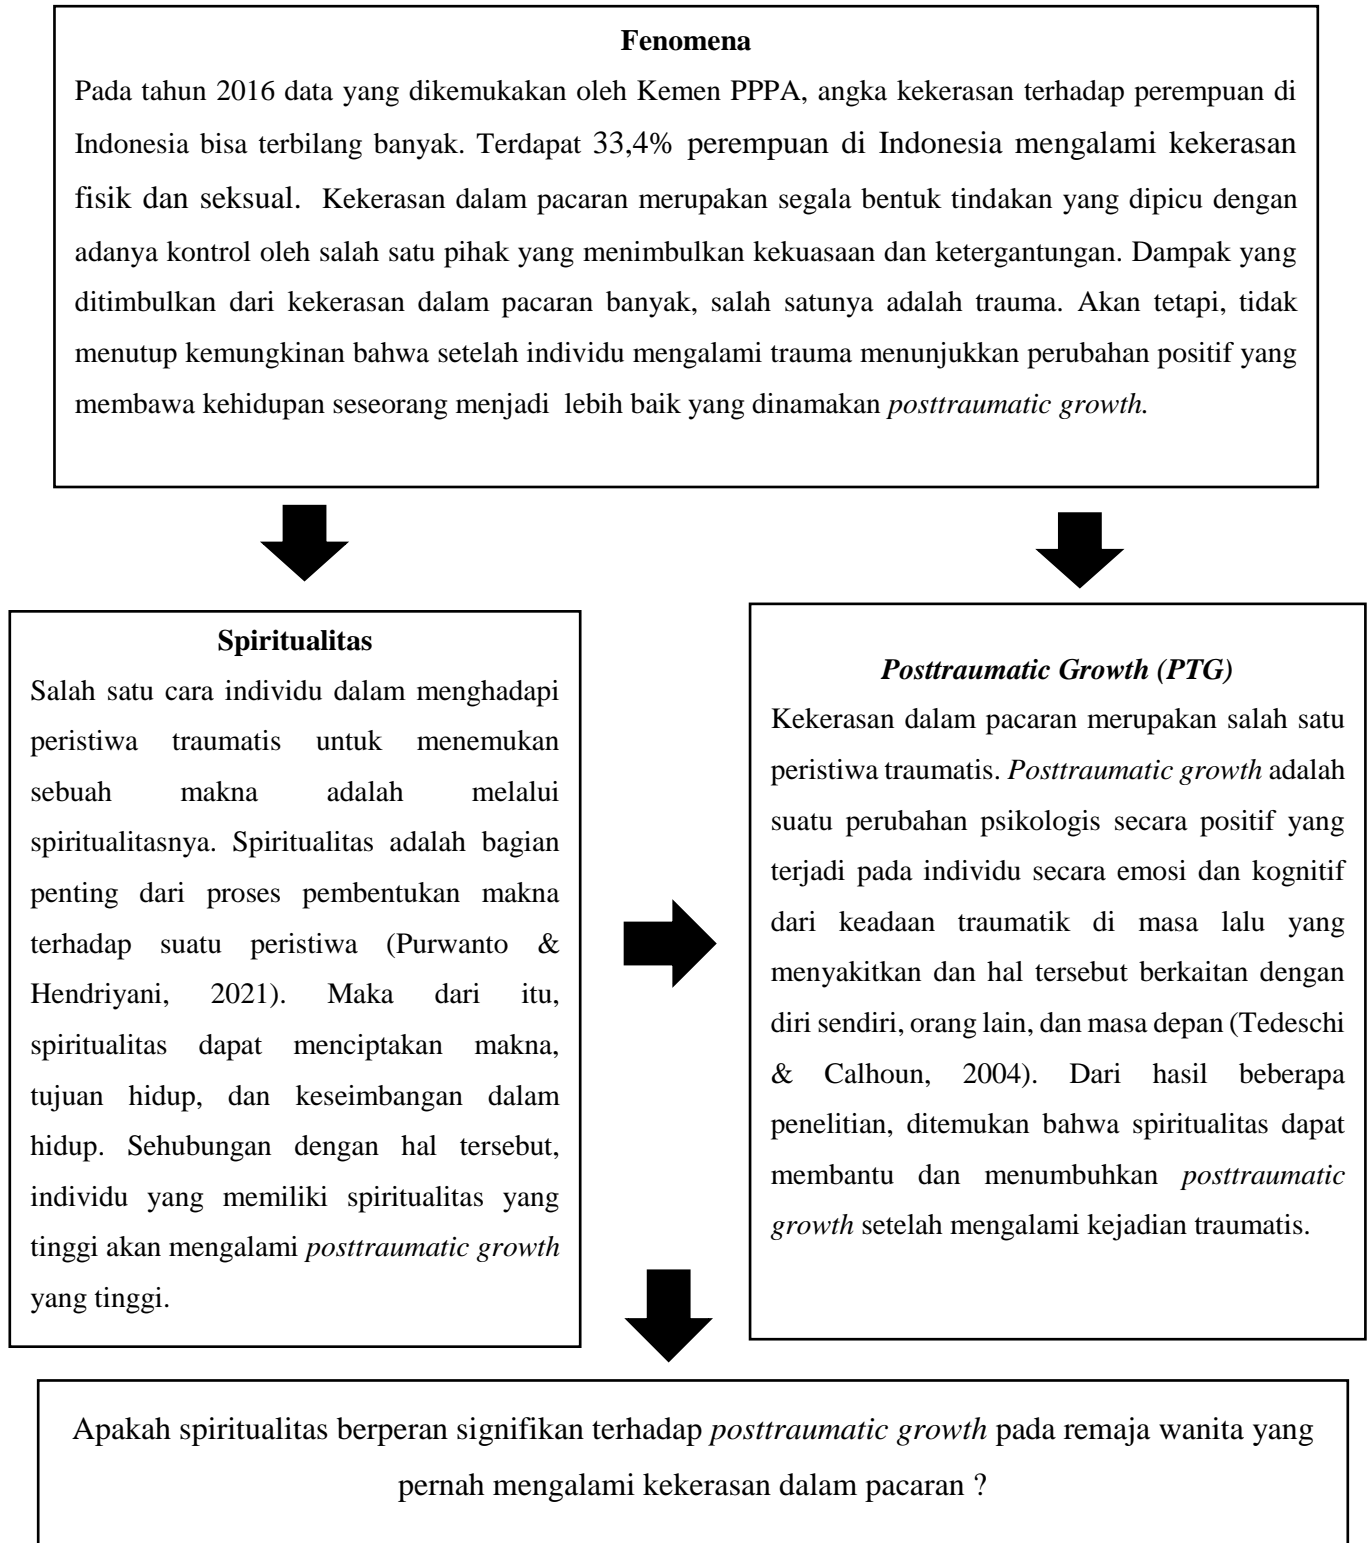 Fenomena
Pada tahun 2016 data yang dikemukakan oleh Kemen PPPA, angka kekerasan terhadap perempuan di
Indonesia bisa terbilang banyak. Terdapat 33,4% perempuan di Indonesia mengalami kekerasan
fisik dan seksual. Kekerasan dalam pacaran merupakan segala bentuk tindakan yang dipicu dengan
adanya kontrol oleh salah satu pihak yang menimbulkan kekuasaan dan ketergantungan. Dampak yang
ditimbulkan dari kekerasan dalam pacaran banyak, salah satunya adalah trauma. Akan tetapi, tidak
menutup kemungkinan bahwa setelah individu mengalami trauma menunjukkan perubahan positif yang
membawa kehidupan seseorang menjadi lebih baik yang dinamakan posttraumatic growth.
Spiritualitas
Salah satu cara individu dalam menghadapi
peristiwa traumatis untuk menemukan
sebuah makna adalah melalui
spiritualitasnya. Spiritualitas adalah bagian
penting dari proses pembentukan makna
terhadap suatu peristiwa (Purwanto &
Hendriyani, 2021). Maka dari itu,
spiritualitas dapat menciptakan makna,
tujuan hidup, dan keseimbangan dalam
hidup. Sehubungan dengan hal tersebut,
individu yang memiliki spiritualitas yang
tinggi akan mengalami posttraumatic growth
yang tinggi.
Posttraumatic Growth (PTG)
Kekerasan dalam pacaran merupakan salah satu
peristiwa traumatis. Posttraumatic growth adalah
suatu perubahan psikologis secara positif yang
terjadi pada individu secara emosi dan kognitif
dari keadaan traumatik di masa lalu yang
menyakitkan dan hal tersebut berkaitan dengan
diri sendiri, orang lain, dan masa depan (Tedeschi
& Calhoun, 2004). Dari hasil beberapa
penelitian, ditemukan bahwa spiritualitas dapat
membantu dan menumbuhkan posttraumatic
growth setelah mengalami kejadian traumatis.
Apakah spiritualitas berperan signifikan terhadap posttraumatic growth pada remaja wanita yang
pernah mengalami kekerasan dalam pacaran ?